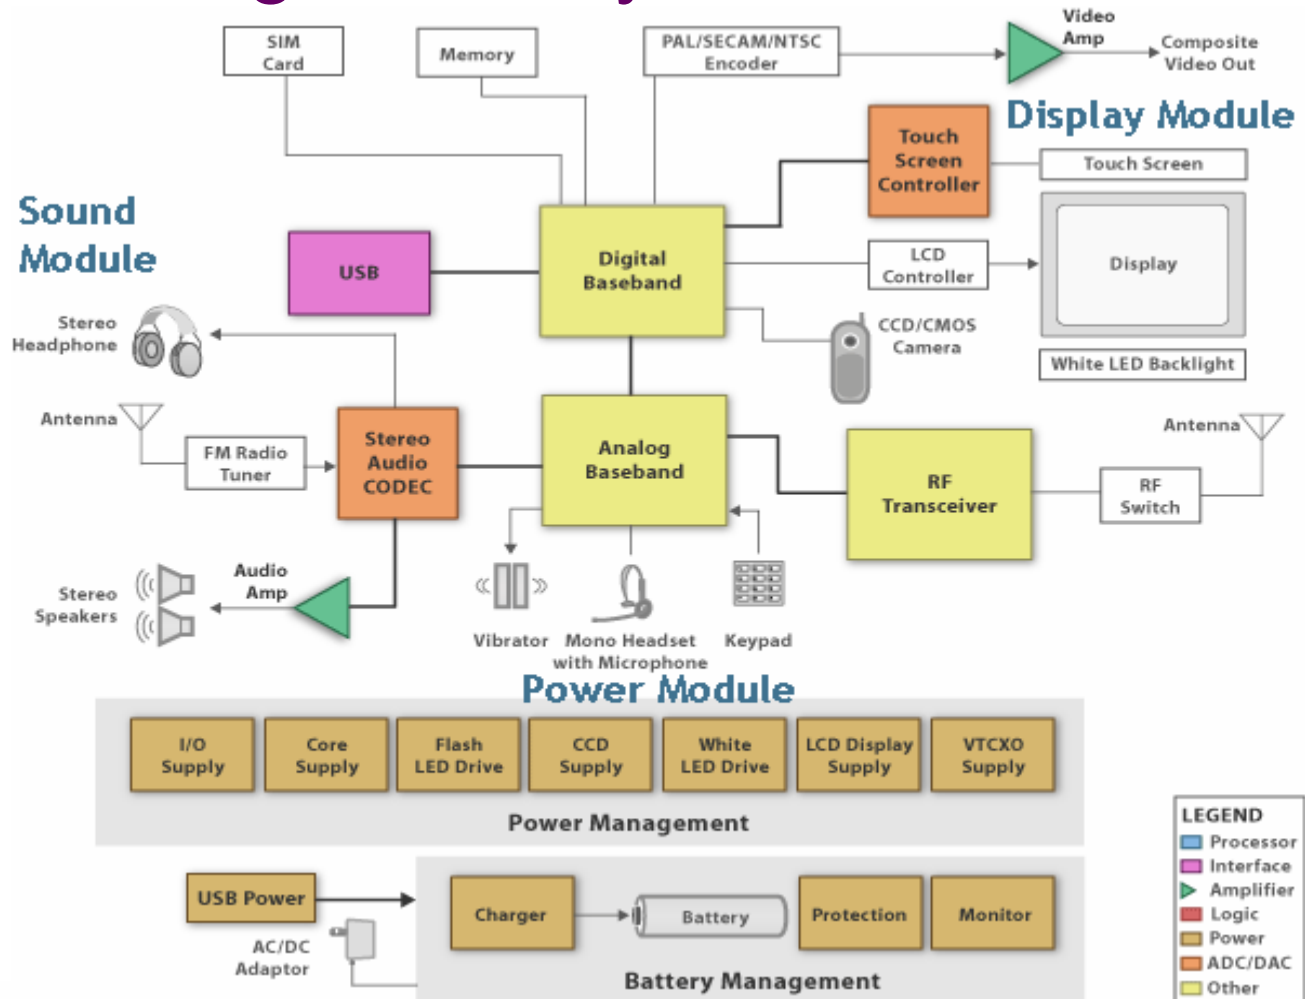 SIM
Card
Memory
PAL/SECAM/NTSC
Encoder
Video
Amp
Composite
Video Out
Display Module
Touch
Screen
Controller
Touch Screen
Sound
Module
USB
Digital
Baseband
LCD
Controller
Display
Stereo
Headphone
CCD/CMOS
Camera
White LED Backlight
Antenna
FM Radio
Tuner
Stereo
Audio
CODEC
Analog
Baseband
RF
Transceiver
Antenna
RF
Switch
Audio
Amp
Stereo
Speakers
Vibrator
Mono Headset
with Microphone
Keypad
Power Module
I/O
Supply
Core
Supply
Flash
LED Drive
CCD
Supply
White
LED Drive
LCD Display
Supply
VTCXO
Supply
Power Management
USB Power
AC/DC
Adaptor
Charger
Battery
Protection
Monitor
Battery Management
LEGEND
Processor
Interface
Amplifier
Logic
Power
ADC/DAC
Other